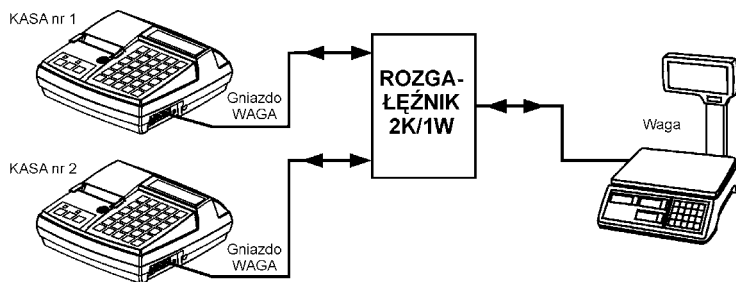 KASA nr 1
Gniazdo
WAGA
KASA nr 2
Gniazdo
WAGA
ROZGA-
ŁĘŹNIK
2K/1W
Waga